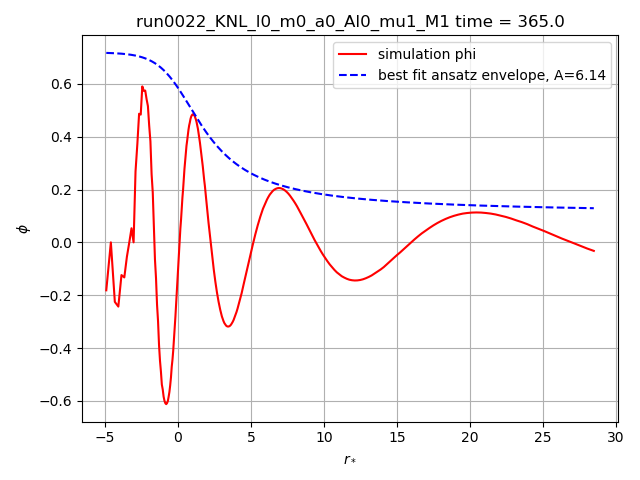 run0022_KNL_l0_m0_a0_Al0_mu1_M1 time = 365.0
simulation phi
best fit ansatz envelope, A=6.14
ϕ
0.6
0.4
0.2
0.0
−0.2
−0.4
−0.6
−5 0 5 10 15 20 25 30
r*